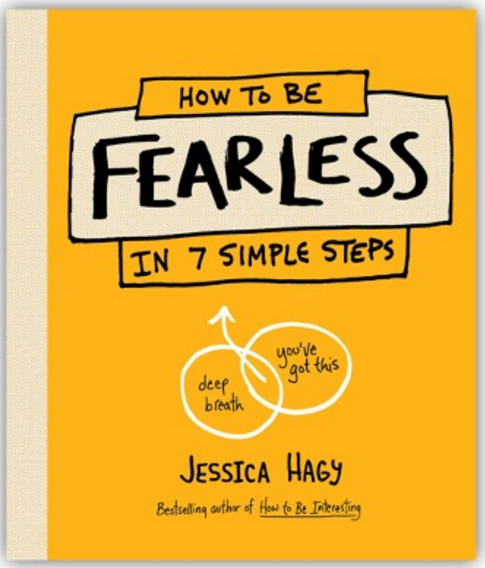 HOW TO BE
FEARLESS
IN 7 SIMPLE STEPS
you've
got this
deep
breath
JESSICA HAGY
Bestselling author of How to Be Interesting